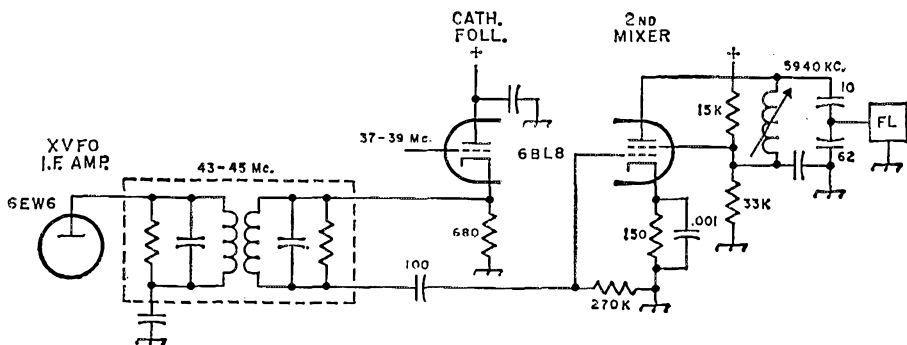 CATH.
FOLL.
+
2ND
MIXER
+
5940 KC.
10
15K
FL
37-39 Mc.
6BL8
62
XVFO
I.F. AMP.
43-45 Mc.
6EW6
680
150
.001
33K
100
270K